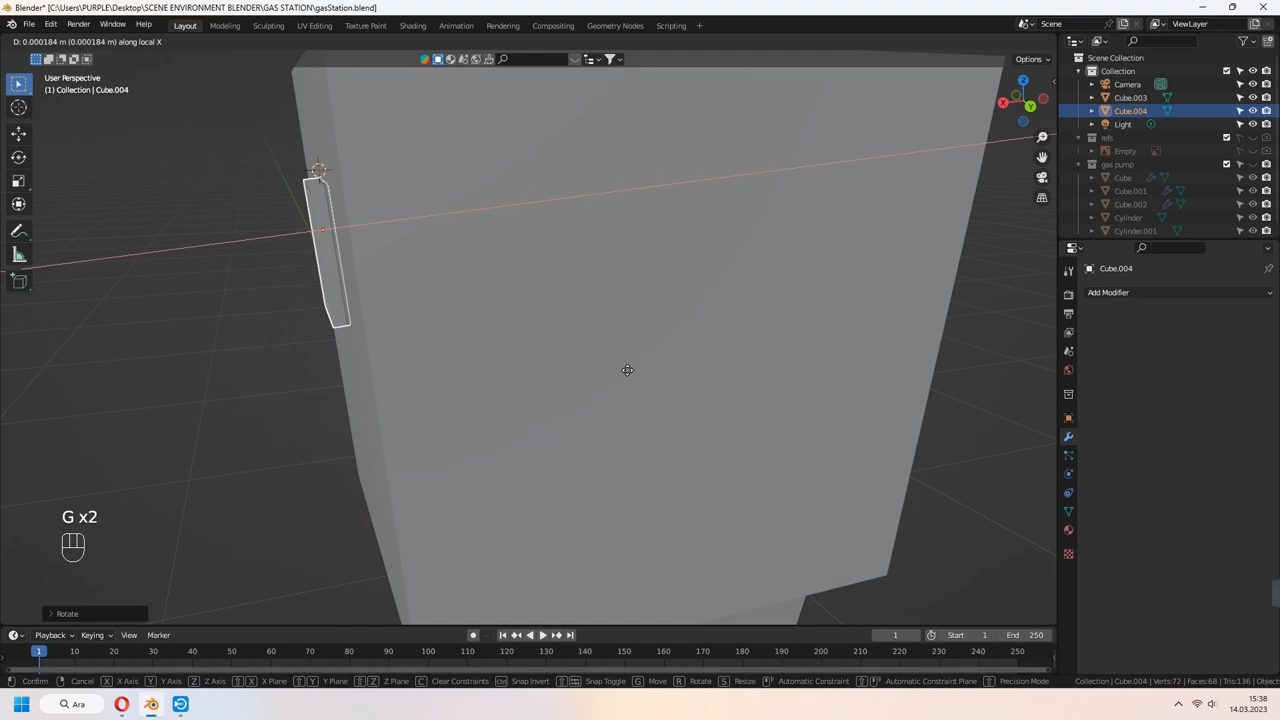 Blender* [C:\Users\PURPLE\Desktop\SCENE ENVIRONMENT BLENDER\GAS STATION\gasStation.blend]
File Edit Render Window Help Layout Modeling Sculpting UV Editing Texture Paint Shading Animation Rendering Compositing Geometry Nodes Scripting + Scene ViewLayer
D: 0.000184 m (0.000184 m) along local X
Options
User Perspective
(1) Collection | Cube.004
Z
X
Y
Scene Collection
Collection
Camera
Cube.003
Cube.004
Light
refs
Empty
gas pump
Cube
Cube.001
Cube.002
Cylinder
Cylinder.001
Cube.004
Add Modifier
G x2
Rotate
Playback Keying View Marker 1 Start 1 End 250
1 10 20 30 40 50 60 70 80 90 100 110 120 130 140 150 160 170 180 190 200 210 220 230 240 250
Confirm Cancel X X Axis Y Y Axis Z Z Axis X X Plane Y Y Plane Z Z Plane C Clear Constraints Ctrl Snap Invert Snap Toggle G Move R Rotate S Resize Automatic Constraint Automatic Constraint Plane Precision Mode Collection | Cube.004 | Verts:72 | Faces:68 | Tris:136 | Object
Ara
15:38
14.03.2023